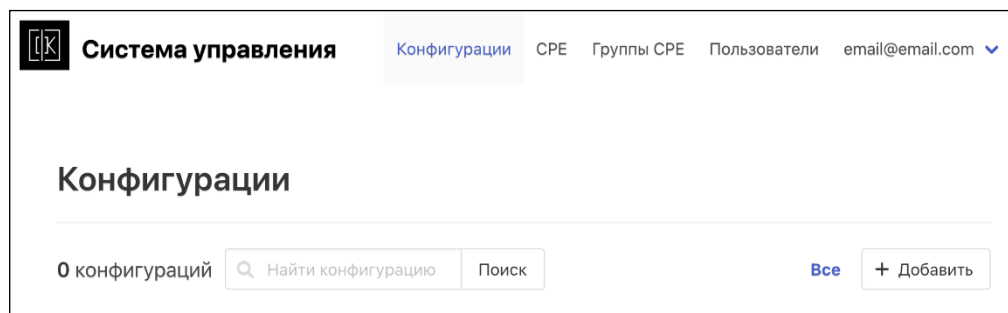 Система управления Конфигурации CPE Группы CPE Пользователи email@email.com
Конфигурации
0 конфигураций Найти конфигурацию Поиск Все + Добавить